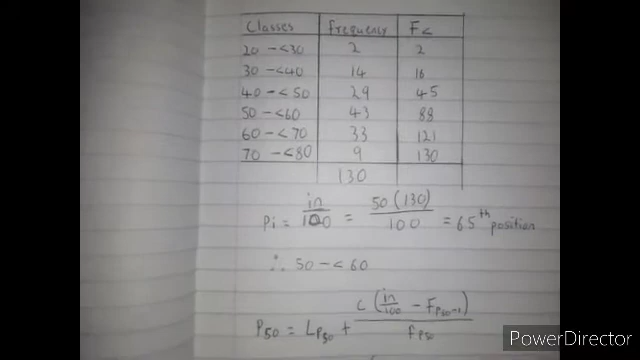 Classes frequency F<
20 -<30 2 2
30 -<40 14 16
40 -<50 29 45
50 -<60 43 88
60 -<70 33 121
70 -<80 9 130
130
Pi = in/100 = 50(130)/100 = 65th position
∴ 50 -< 60
P50 = LP50 + c(in/100 - FP50-1)/fP50
PowerDirector